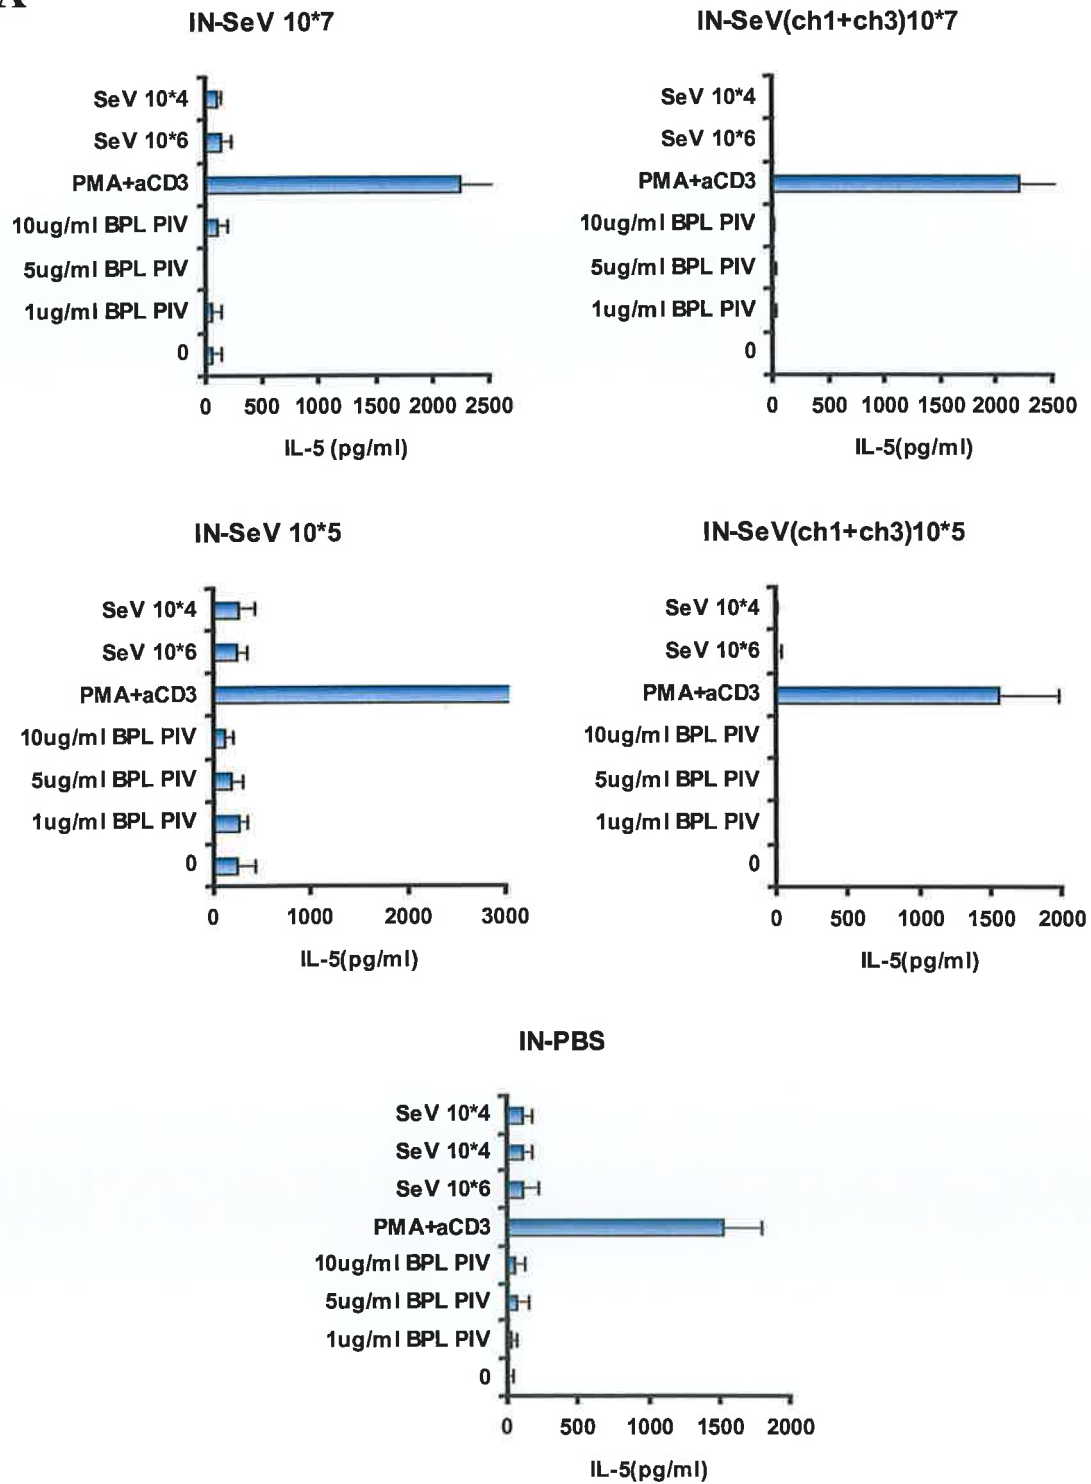 A
IN-SeV 10*7
SeV 10*4
SeV 10*6
PMA+aCD3
10ug/ml BPL PIV
5ug/ml BPL PIV
1ug/ml BPL PIV
0
0 500 1000 1500 2000 2500
IL-5 (pg/ml)
IN-SeV(ch1+ch3)10*7
SeV 10*4
SeV 10*6
PMA+aCD3
10ug/ml BPL PIV
5ug/ml BPL PIV
1ug/ml BPL PIV
0
0 500 1000 1500 2000 2500
IL-5(pg/ml)
IN-SeV 10*5
SeV 10*4
SeV 10*6
PMA+aCD3
10ug/ml BPL PIV
5ug/ml BPL PIV
1ug/ml BPL PIV
0
0 1000 2000 3000
IL-5(pg/ml)
IN-SeV(ch1+ch3)10*5
SeV 10*4
SeV 10*6
PMA+aCD3
10ug/ml BPL PIV
5ug/ml BPL PIV
1ug/ml BPL PIV
0
0 500 1000 1500 2000
IL-5(pg/ml)
IN-PBS
SeV 10*4
SeV 10*4
SeV 10*6
PMA+aCD3
10ug/ml BPL PIV
5ug/ml BPL PIV
1ug/ml BPL PIV
0
0 500 1000 1500 2000
IL-5(pg/ml)